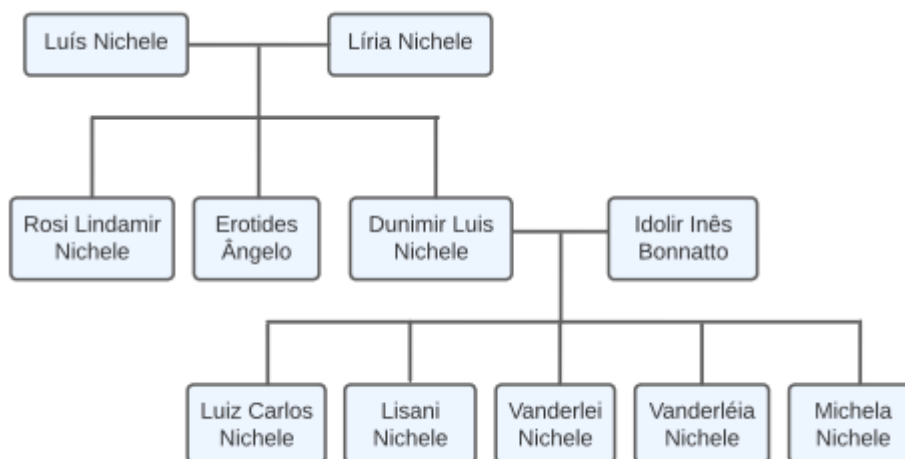 Luís Nichele
Líria Nichele
Rosi Lindamir
Nichele
Erotides
Ângelo
Dunimir Luis
Nichele
Idolir Inês
Bonnatto
Luiz Carlos
Nichele
Lisani
Nichele
Vanderlei
Nichele
Vanderléia
Nichele
Michela
Nichele